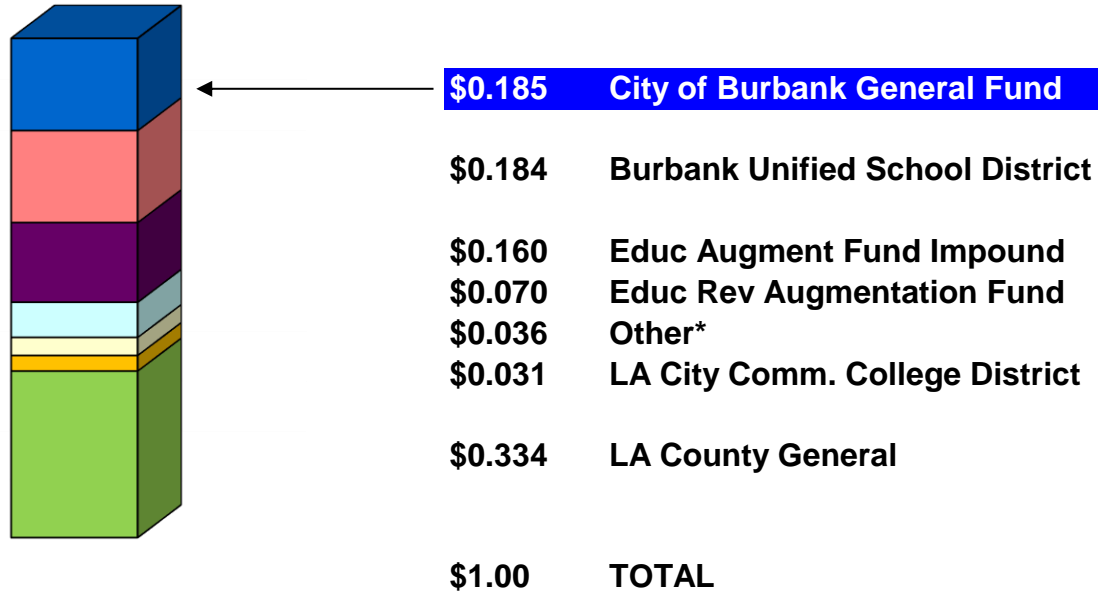 $0.185 City of Burbank General Fund
$0.184 Burbank Unified School District
$0.160 Educ Augment Fund Impound
$0.070 Educ Rev Augmentation Fund
$0.036 Other*
$0.031 LA City Comm. College District
$0.334 LA County General
$1.00 TOTAL